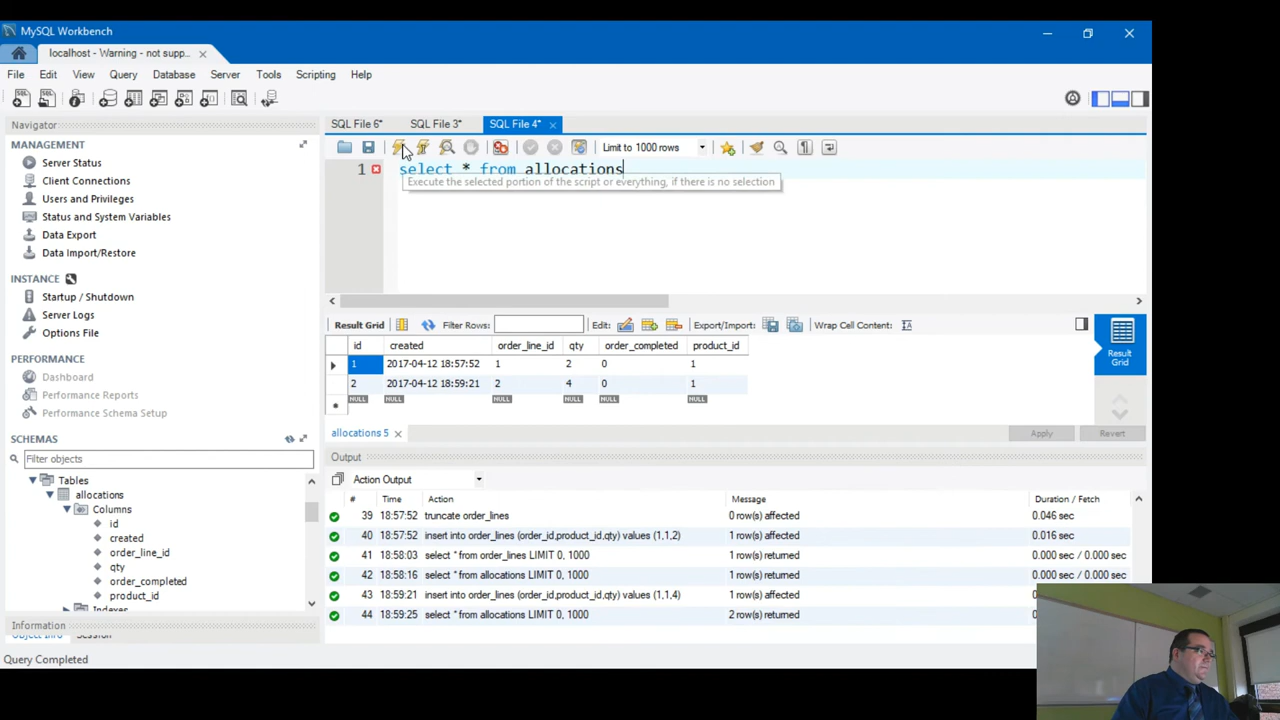 MySQL Workbench
localhost - Warning - not supp...
File Edit View Query Database Server Tools Scripting Help
Navigator
SQL File 6* SQL File 3* SQL File 4*
MANAGEMENT
Server Status
Client Connections
Users and Privileges
Status and System Variables
Data Export
Data Import/Restore
INSTANCE
Startup / Shutdown
Server Logs
Options File
PERFORMANCE
Dashboard
Performance Reports
Performance Schema Setup
SCHEMAS
Filter objects
Tables
allocations
Columns
id
created
order_line_id
qty
order_completed
product_id
Indexes
Information
Object Info Session
Query Completed
Limit to 1000 rows
1 select * from allocations
Execute the selected portion of the script or everything, if there is no selection
Result Grid Filter Rows: Edit: Export/Import: Wrap Cell Content:
id created order_line_id qty order_completed product_id
1 2017-04-12 18:57:52 1 2 0 1
2 2017-04-12 18:59:21 2 4 0 1
NULL NULL NULL NULL NULL NULL
Result
Grid
allocations 5
Apply Revert
Output
Action Output
# Time Action Message Duration / Fetch
39 18:57:52 truncate order_lines 0 row(s) affected 0.046 sec
40 18:57:52 insert into order_lines (order_id,product_id,qty) values (1,1,2) 1 row(s) affected 0.016 sec
41 18:58:03 select * from order_lines LIMIT 0, 1000 1 row(s) returned 0.000 sec / 0.000 sec
42 18:58:16 select * from allocations LIMIT 0, 1000 1 row(s) returned 0.000 sec / 0.000 sec
43 18:59:21 insert into order_lines (order_id,product_id,qty) values (1,1,4) 1 row(s) affected
44 18:59:25 select * from allocations LIMIT 0, 1000 2 row(s) returned